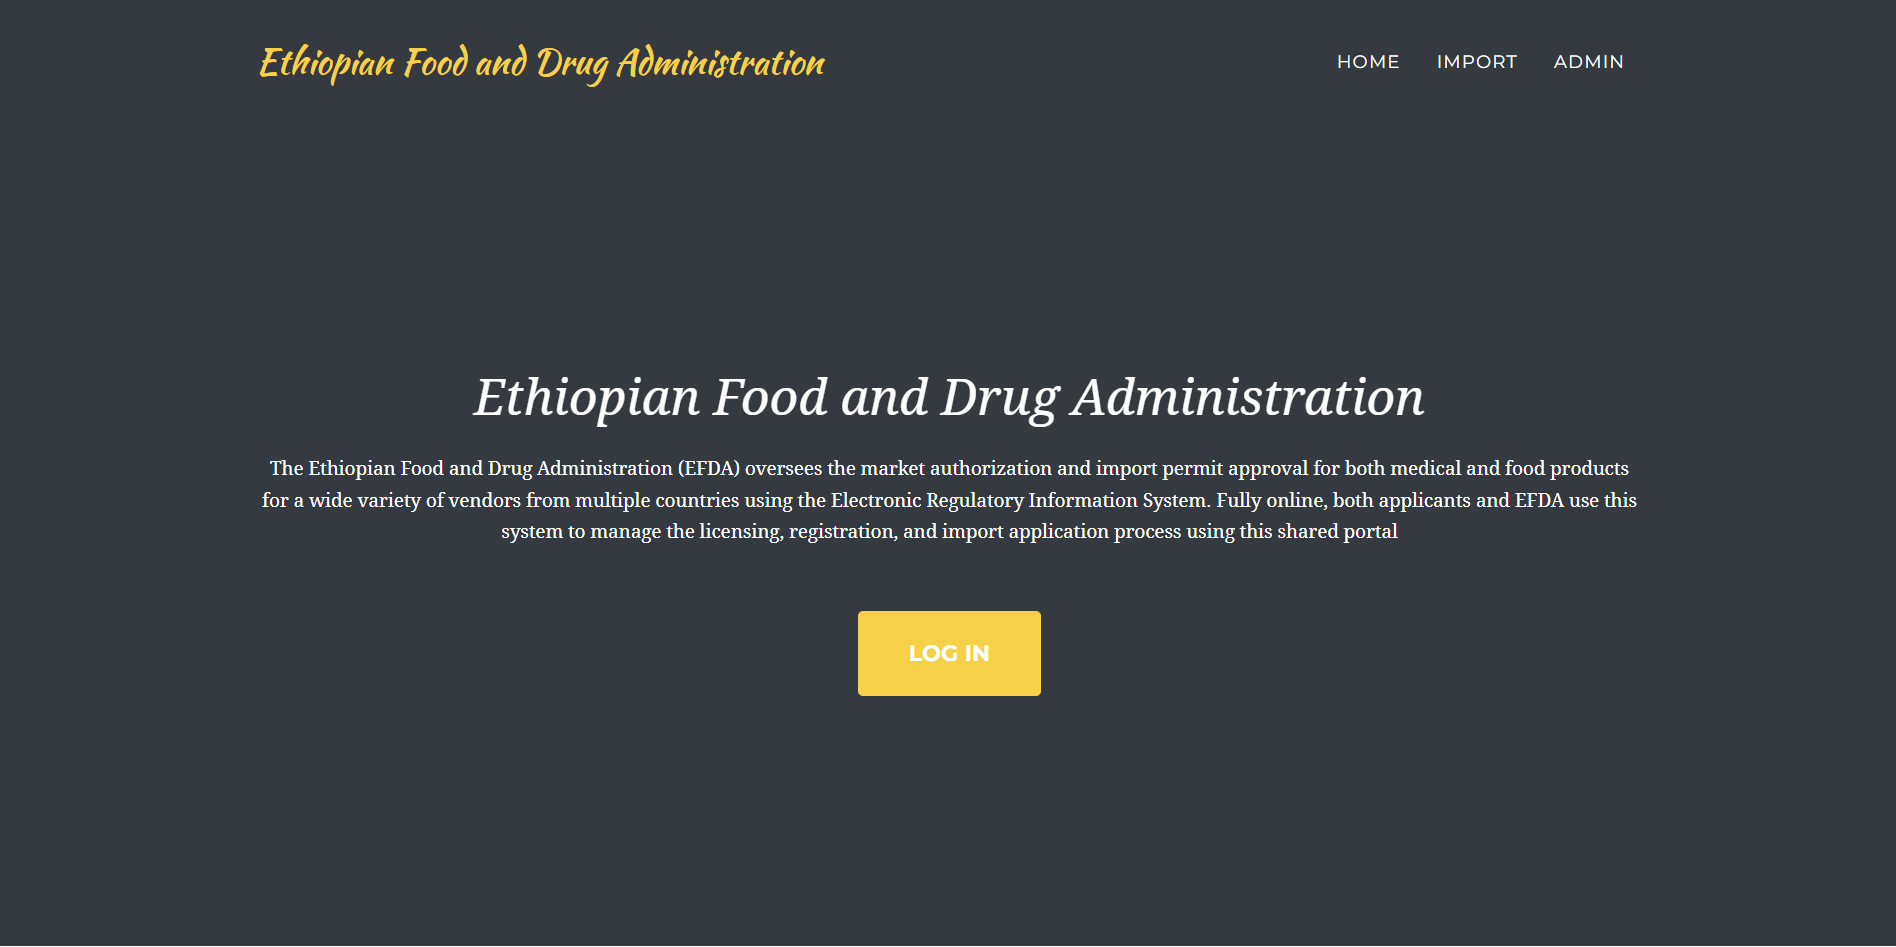 Ethiopian Food and Drug Administration
HOME IMPORT ADMIN
Ethiopian Food and Drug Administration
The Ethiopian Food and Drug Administration (EFDA) oversees the market authorization and import permit approval for both medical and food products
for a wide variety of vendors from multiple countries using the Electronic Regulatory Information System. Fully online, both applicants and EFDA use this
system to manage the licensing, registration, and import application process using this shared portal
LOG IN